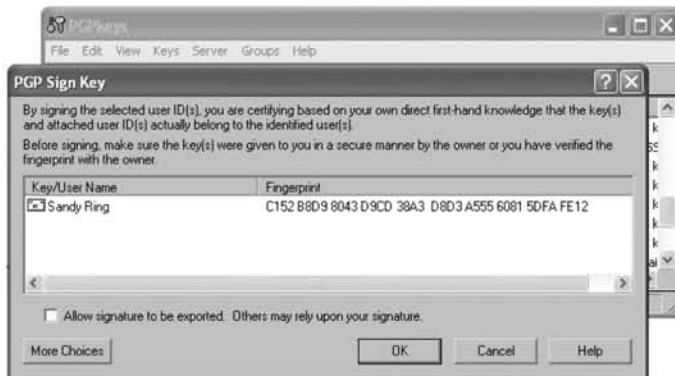 PGPkeys
File Edit View Keys Server Groups Help
PGP Sign Key
By signing the selected user ID(s), you are certifying based on your own direct first-hand knowledge that the key(s)
and attached user ID(s) actually belong to the identified user(s).
Before signing, make sure the key(s) were given to you in a secure manner by the owner or you have verified the
fingerprint with the owner.
Key/User Name Fingerprint
Sandy Ring C152 B8D9 8043 D9CD 38A3 D8D3 A555 6081 5DFA FE12
Allow signature to be exported. Others may rely upon your signature.
More Choices OK Cancel Help